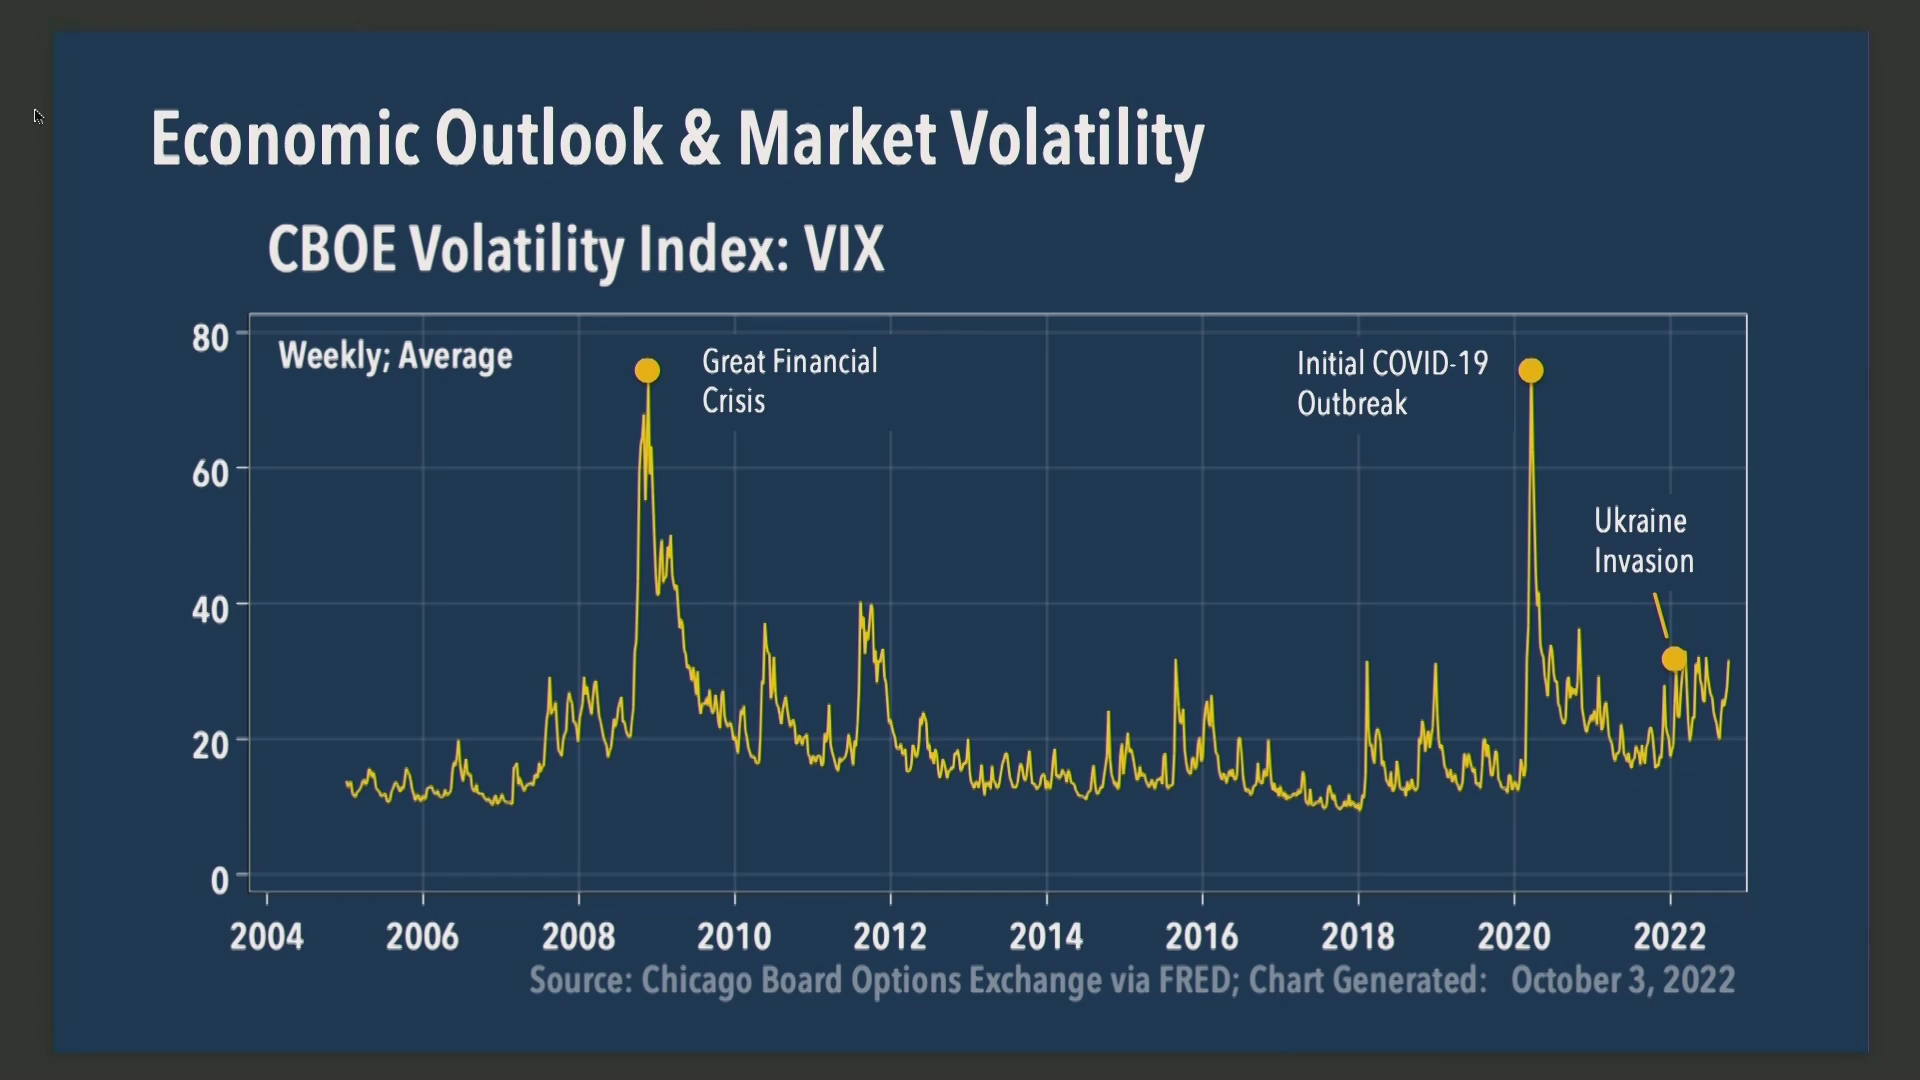 Economic Outlook & Market Volatility
CBOE Volatility Index: VIX
80
Weekly; Average
Great Financial
Crisis
Initial COVID-19
Outbreak
60
Ukraine
Invasion
40
20
0
2004 2006 2008 2010 2012 2014 2016 2018 2020 2022
Source: Chicago Board Options Exchange via FRED; Chart Generated: October 3, 2022